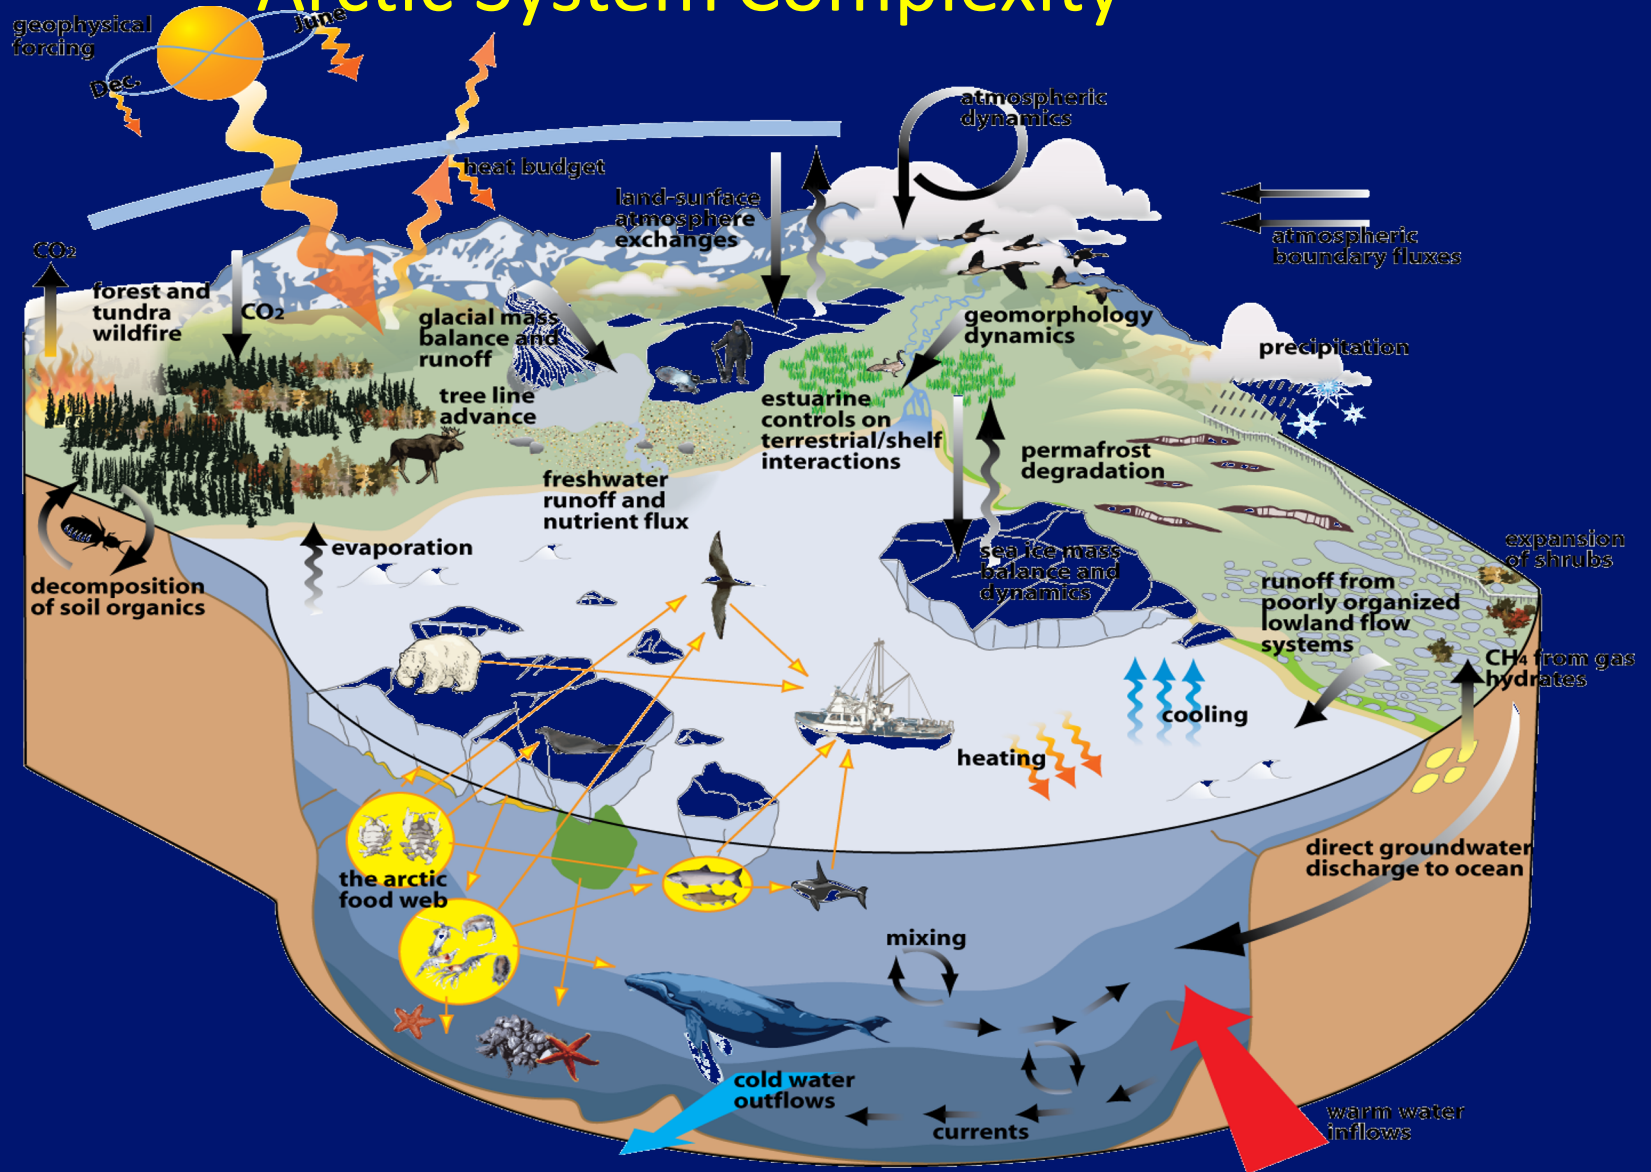 Arctic System Complexity
geophysical
forcing
June
Dec.
atmospheric
dynamics
heat budget
land-surface
atmosphere
exchanges
atmospheric
boundary fluxes
CO₂
forest and
tundra
wildfire
CO₂
glacial mass
balance and
runoff
geomorphology
dynamics
precipitation
tree line
advance
estuarine
controls on
terrestrial/shelf
interactions
permafrost
degradation
freshwater
runoff and
nutrient flux
evaporation
sea ice mass
balance and
dynamics
expansion
of shrubs
decomposition
of soil organics
runoff from
poorly organized
lowland flow
systems
CH₄ from gas
hydrates
cooling
heating
direct groundwater
discharge to ocean
the arctic
food web
mixing
cold water
outflows
currents
warm water
inflows